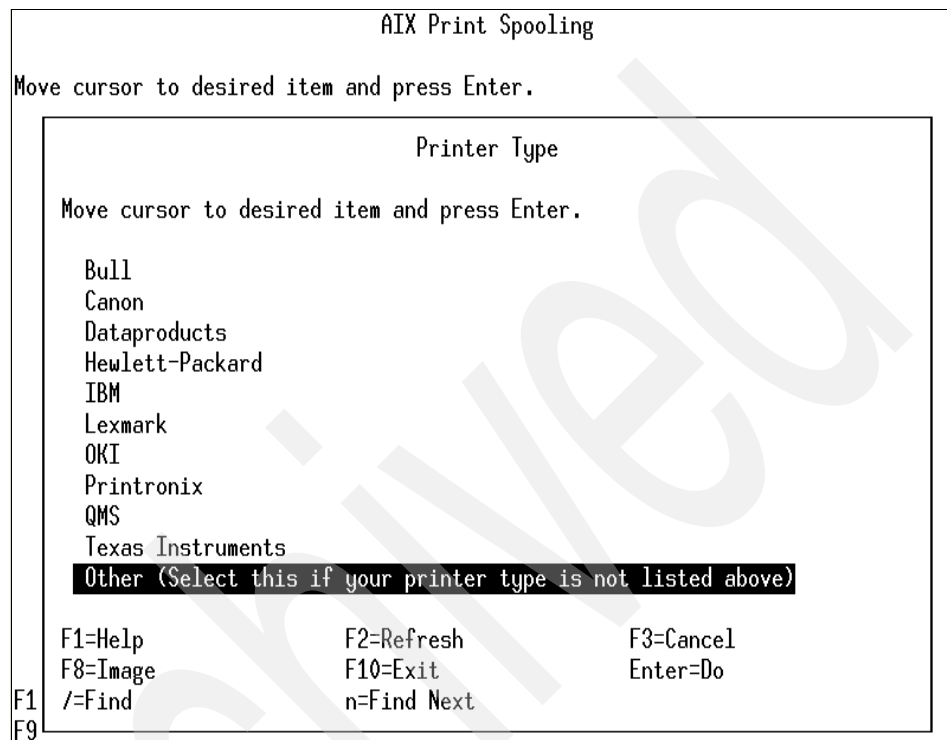 AIX Print Spooling
Move cursor to desired item and press Enter.
Printer Type
Move cursor to desired item and press Enter.
Bull
Canon
Dataproducts
Hewlett-Packard
IBM
Lexmark
OKI
Printronix
QMS
Texas Instruments
Other (Select this if your printer type is not listed above)
F1=Help F2=Refresh F3=Cancel
F8=Image F10=Exit Enter=Do
F1 /=Find n=Find Next
F9